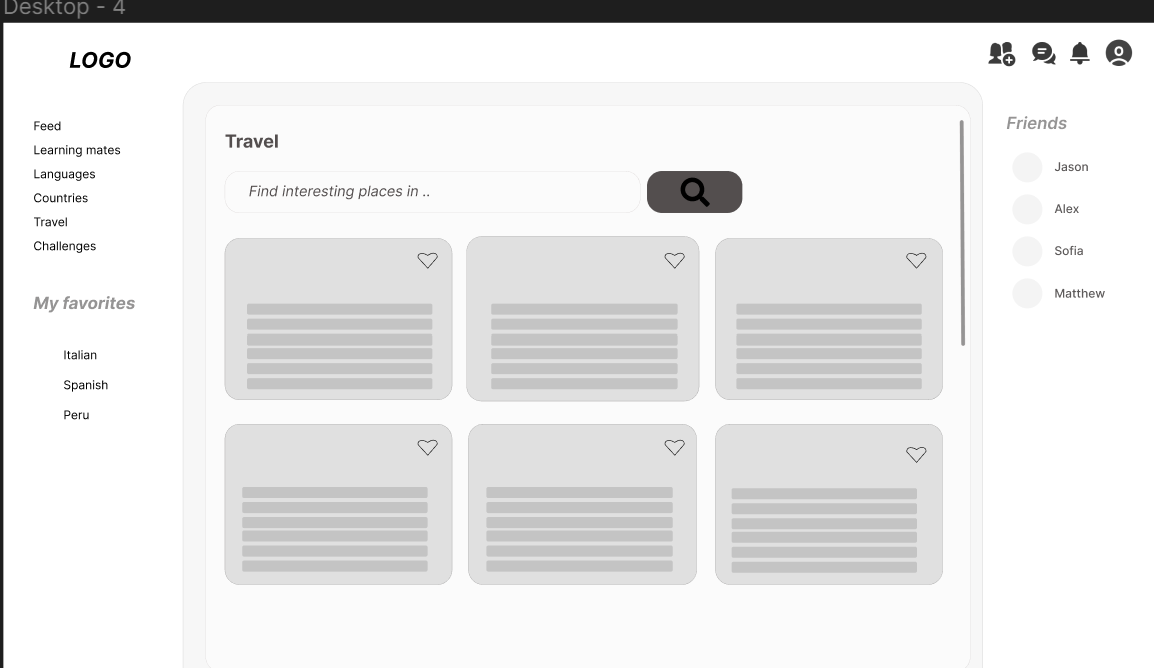 Desktop - 4
LOGO
Feed
Learning mates
Languages
Countries
Travel
Challenges
My favorites
Italian
Spanish
Peru
Travel
Find interesting places in ..
Friends
Jason
Alex
Sofia
Matthew